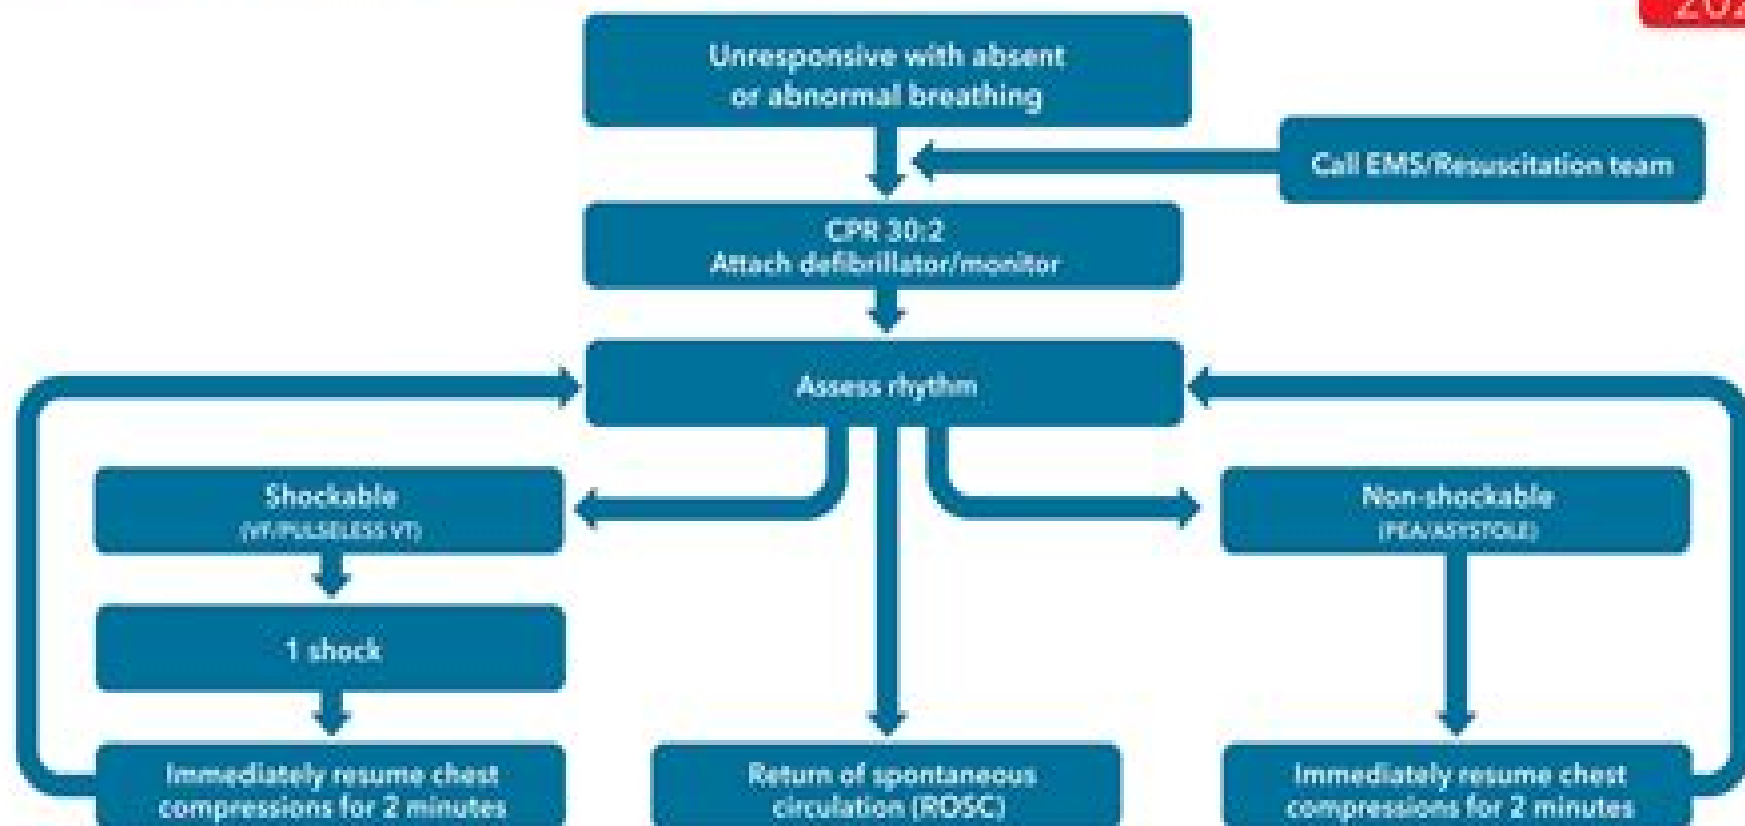 202
Unresponsive with absent
or abnormal breathing
Call EMS/Resuscitation team
CPR 30:2
Attach defibrillator/monitor
Assess rhythm
Shockable
(VF/PULSELESS VT)
Non-shockable
(PEA/ASYSTOLE)
1 shock
Immediately resume chest
compressions for 2 minutes
Return of spontaneous
circulation (ROSC)
Immediately resume chest
compressions for 2 minutes